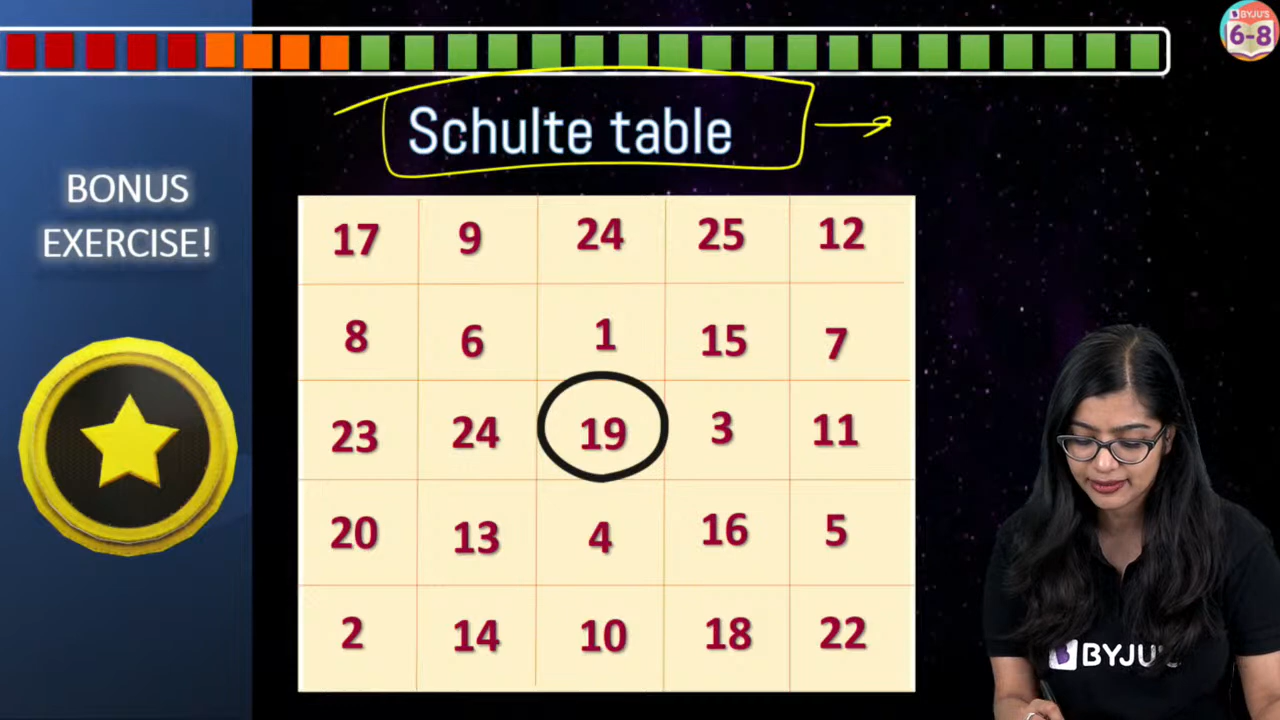 BYJU'S
6-8
Schulte table
BONUS
EXERCISE!
17 9 24 25 12
8 6 1 15 7
23 24 19 3 11
20 13 4 16 5
2 14 10 18 22
BYJU'S